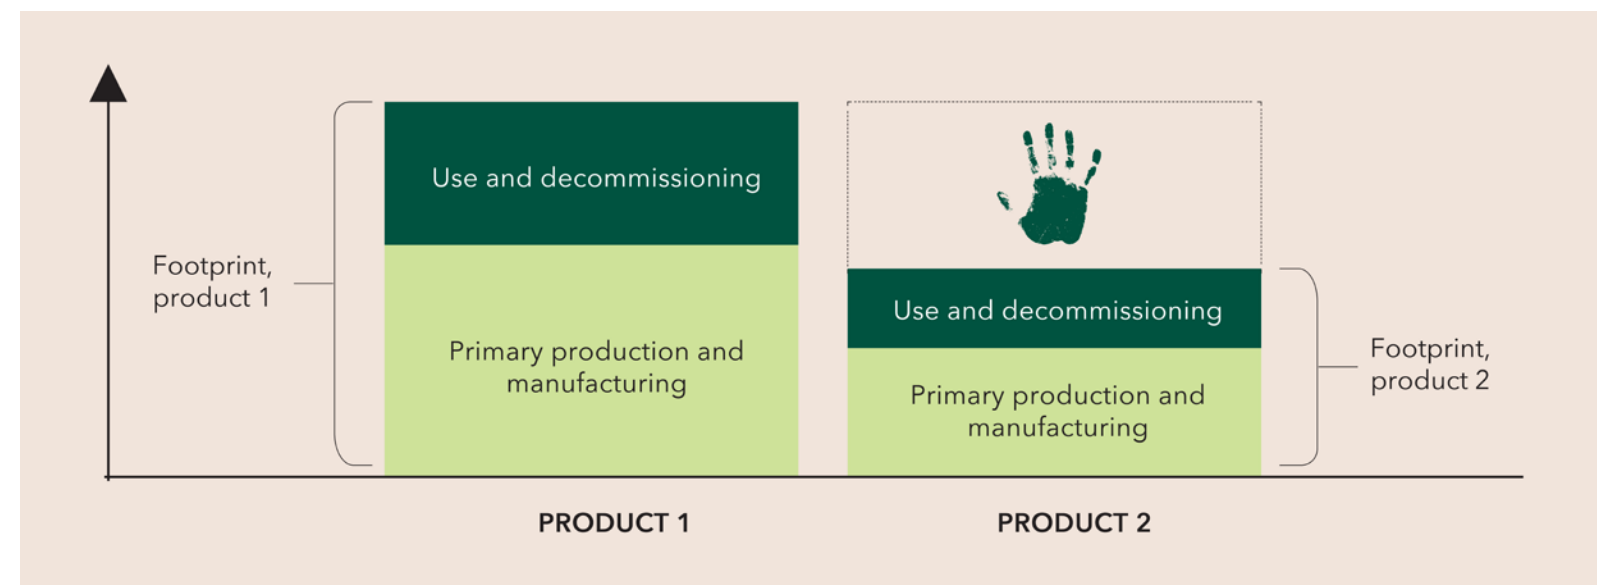 Use and decommissioning
Footprint,
product 1
Primary production and
manufacturing
Use and decommissioning
Primary production and
manufacturing
Footprint,
product 2
PRODUCT 1
PRODUCT 2